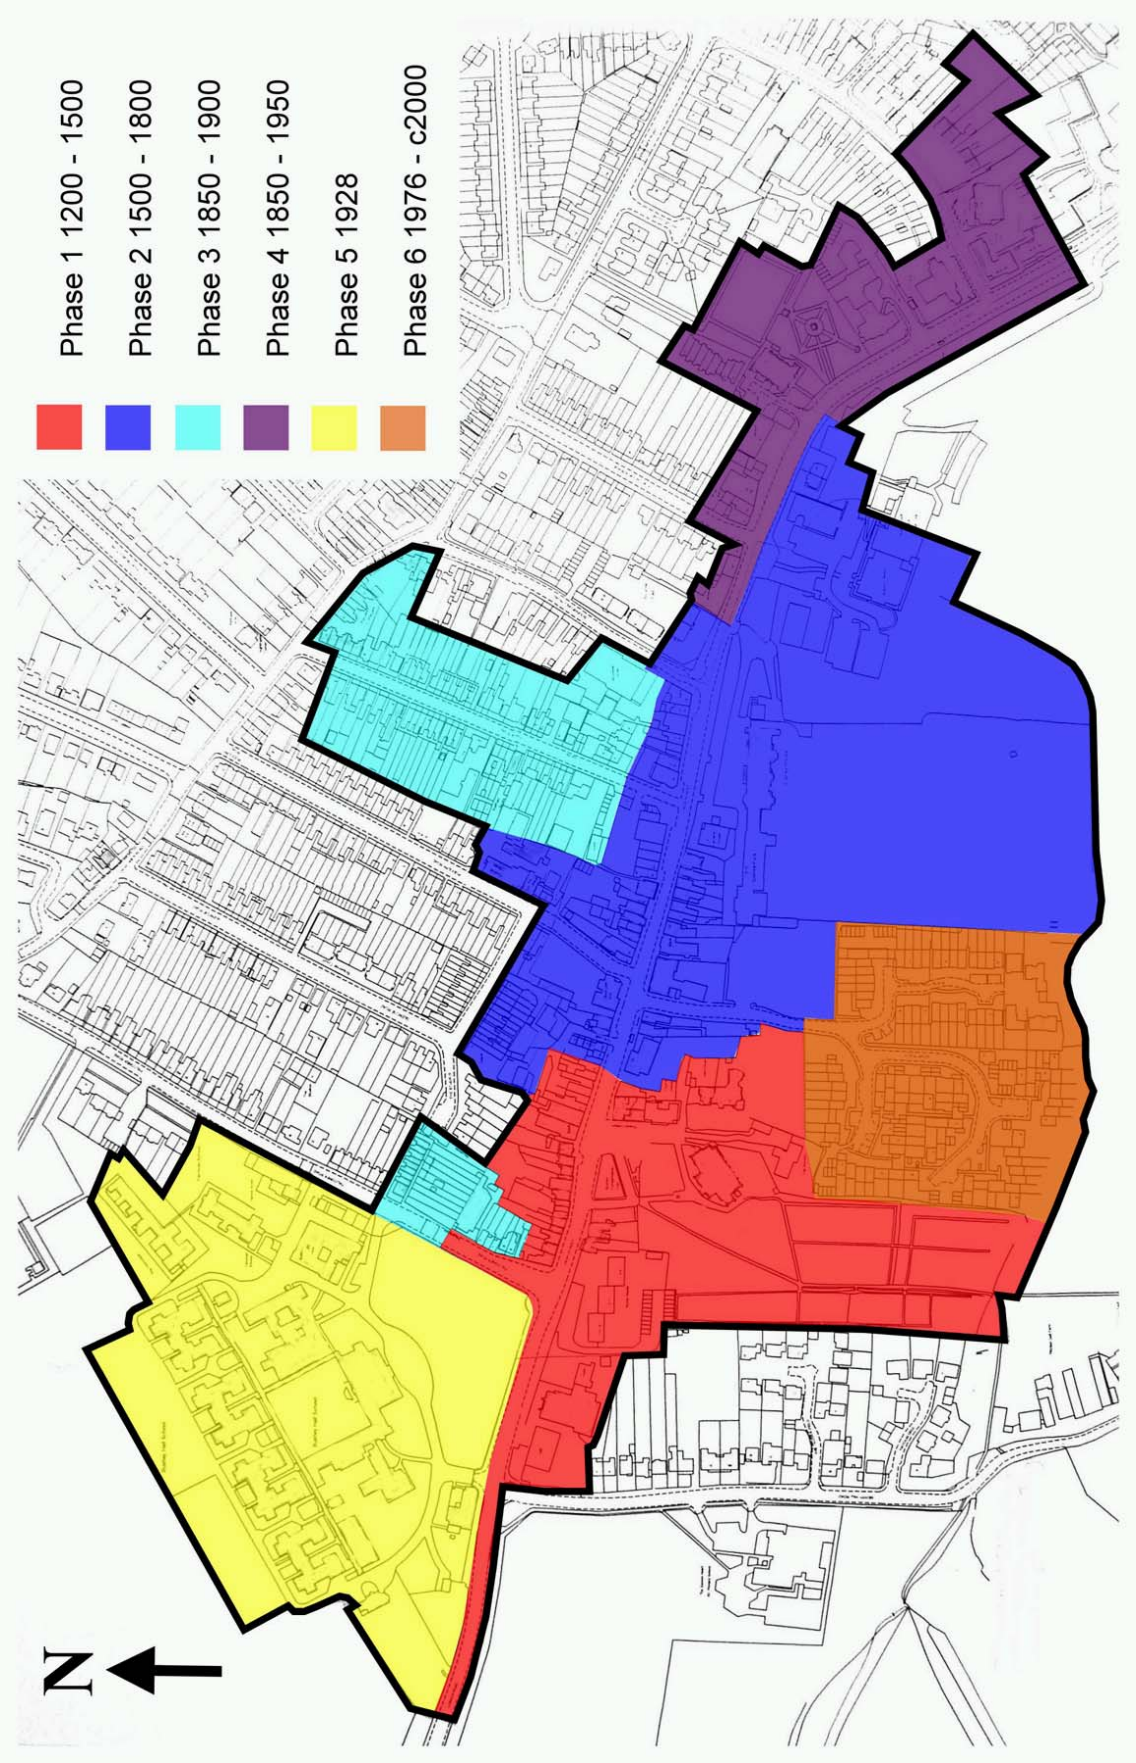 Phase 1 1200 - 1500
Phase 2 1500 - 1800
Phase 3 1850 - 1900
Phase 4 1850 - 1950
Phase 5 1928
Phase 6 1976 - c2000
N